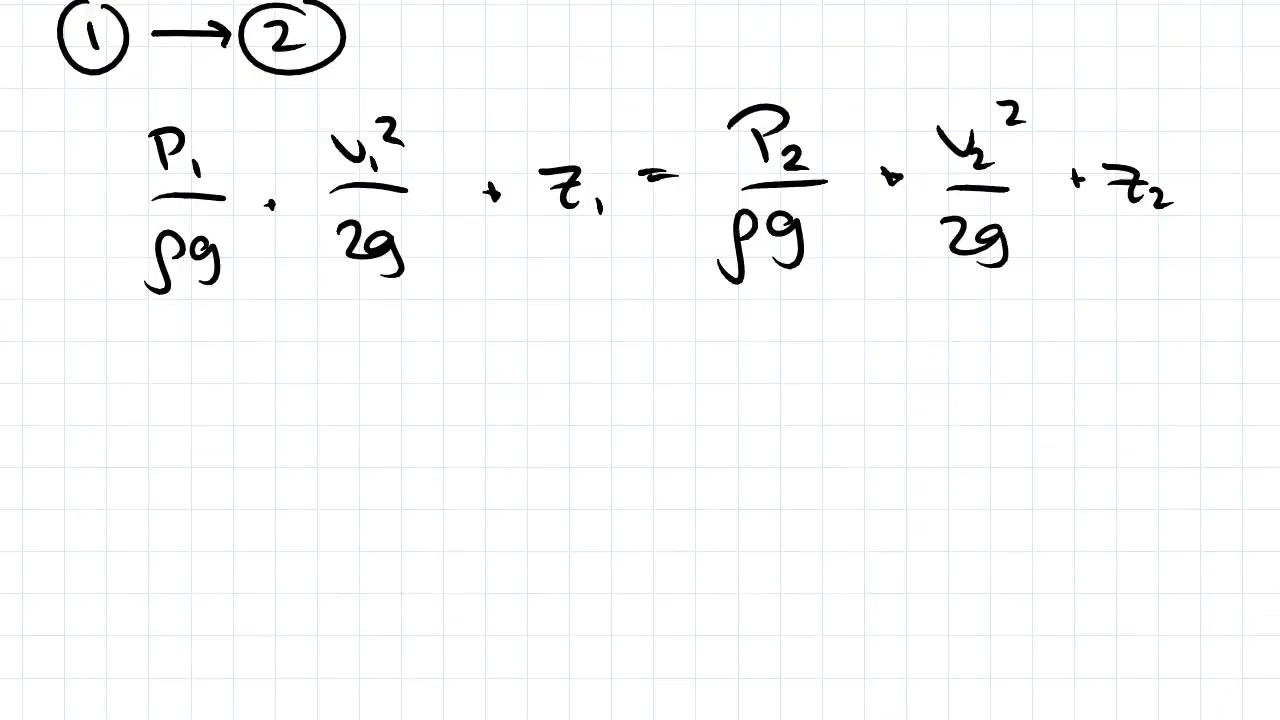 ① → ②
P₁/ρg + v₁²/2g + z₁ = P₂/ρg + v₂²/2g + z₂